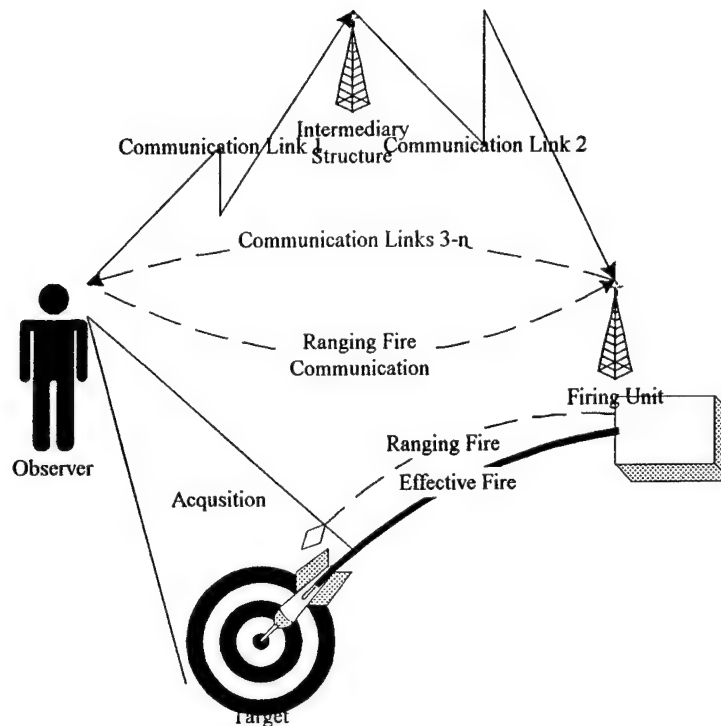 Intermediary
Structure
Communication Link 1
Communication Link 2
Communication Links 3-n
Ranging Fire
Communication
Firing Unit
Observer
Ranging Fire
Effective Fire
Acqusition
Target